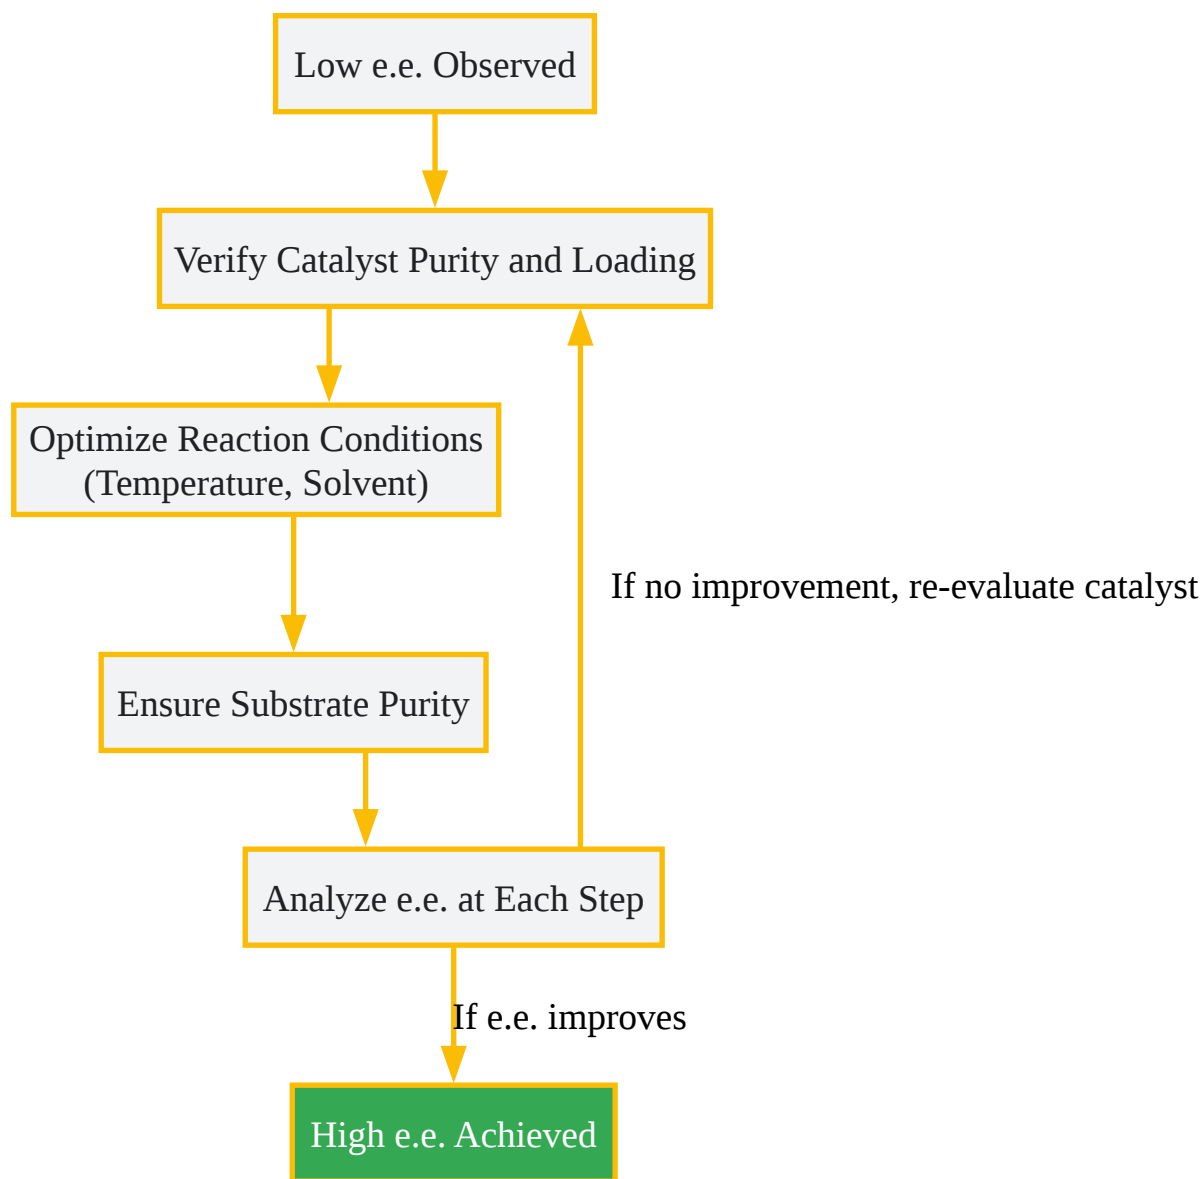 Low e.e. Observed
Verify Catalyst Purity and Loading
Optimize Reaction Conditions
(Temperature, Solvent)
If no improvement, re-evaluate catalyst
Ensure Substrate Purity
Analyze e.e. at Each Step
If e.e. improves
High e.e. Achieved